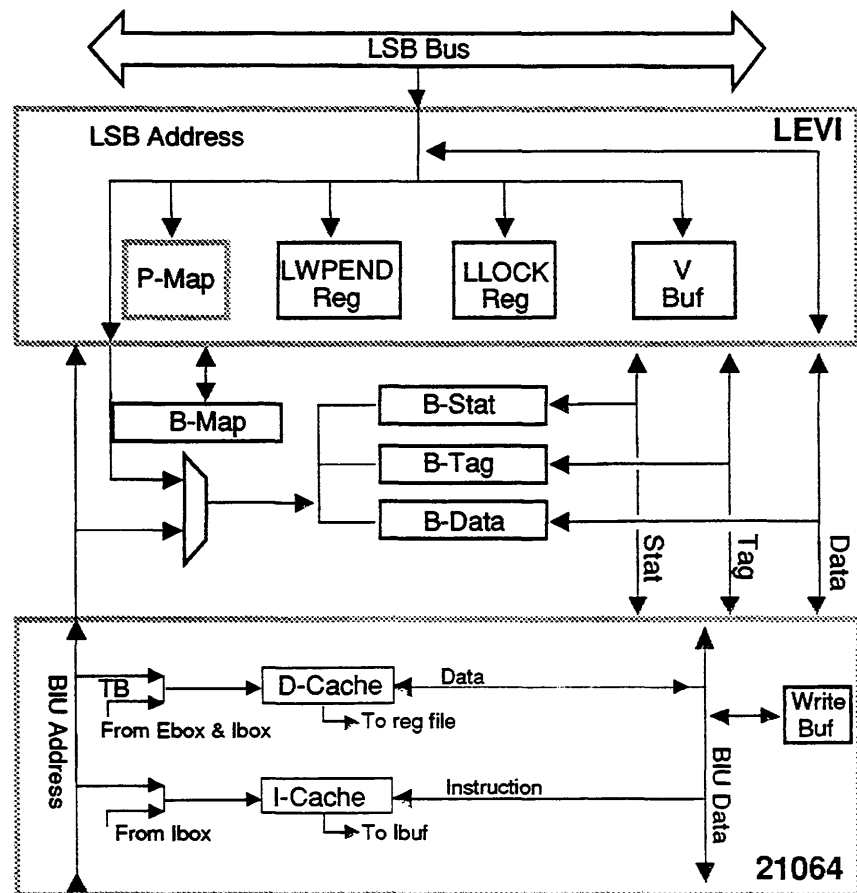 LSB Bus
LSB Address
LEVI
P-Map
LWPEND
Reg
LLOCK
Reg
V
Buf
B-Map
B-Stat
B-Tag
B-Data
Stat
Tag
Data
BIU Address
TB
From Ebox & Ibox
D-Cache
Data
To reg file
Write
Buf
I-Cache
Instruction
From Ibox
To Ibuf
BIU Data
21064